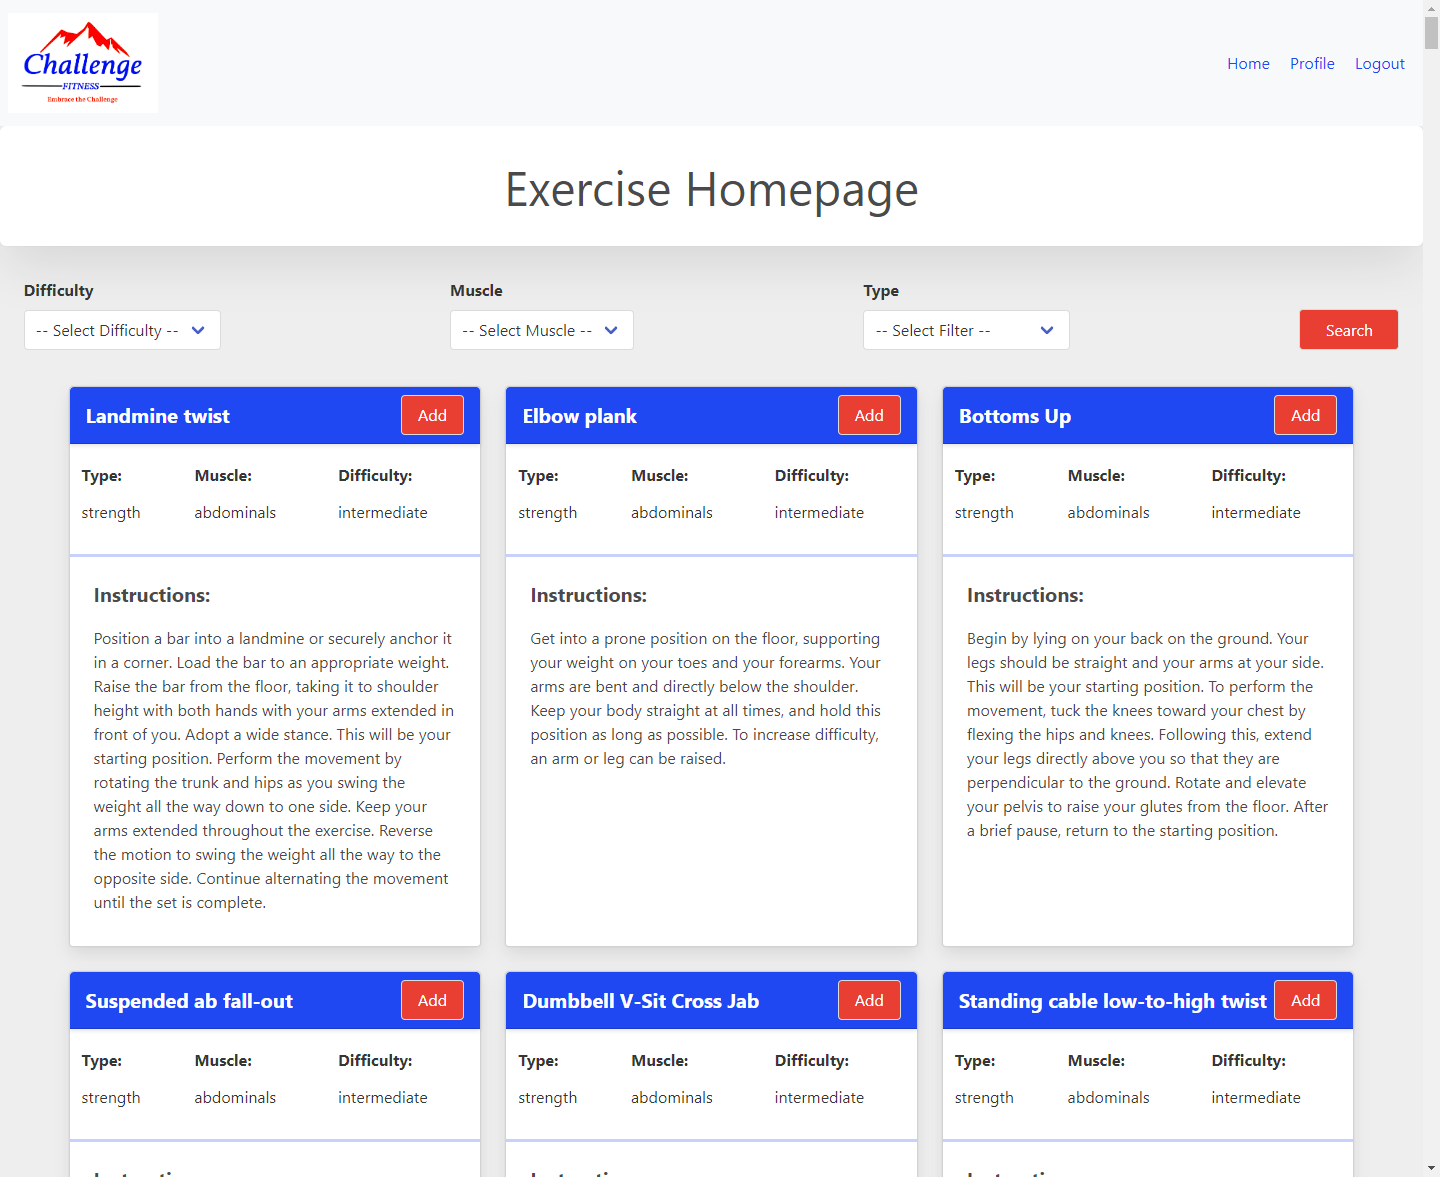 Challenge
FITNESS
Embrace the Challenge
Home Profile Logout
Exercise Homepage
Difficulty Muscle Type
-- Select Difficulty -- -- Select Muscle -- -- Select Filter -- Search
Landmine twist Add
Type: Muscle: Difficulty:
strength abdominals intermediate
Instructions:
Position a bar into a landmine or securely anchor it
in a corner. Load the bar to an appropriate weight.
Raise the bar from the floor, taking it to shoulder
height with both hands with your arms extended in
front of you. Adopt a wide stance. This will be your
starting position. Perform the movement by
rotating the trunk and hips as you swing the
weight all the way down to one side. Keep your
arms extended throughout the exercise. Reverse
the motion to swing the weight all the way to the
opposite side. Continue alternating the movement
until the set is complete.
Elbow plank Add
Type: Muscle: Difficulty:
strength abdominals intermediate
Instructions:
Get into a prone position on the floor, supporting
your weight on your toes and your forearms. Your
arms are bent and directly below the shoulder.
Keep your body straight at all times, and hold this
position as long as possible. To increase difficulty,
an arm or leg can be raised.
Bottoms Up Add
Type: Muscle: Difficulty:
strength abdominals intermediate
Instructions:
Begin by lying on your back on the ground. Your
legs should be straight and your arms at your side.
This will be your starting position. To perform the
movement, tuck the knees toward your chest by
flexing the hips and knees. Following this, extend
your legs directly above you so that they are
perpendicular to the ground. Rotate and elevate
your pelvis to raise your glutes from the floor. After
a brief pause, return to the starting position.
Suspended ab fall-out Add
Type: Muscle: Difficulty:
strength abdominals intermediate
Dumbbell V-Sit Cross Jab Add
Type: Muscle: Difficulty:
strength abdominals intermediate
Standing cable low-to-high twist Add
Type: Muscle: Difficulty:
strength abdominals intermediate